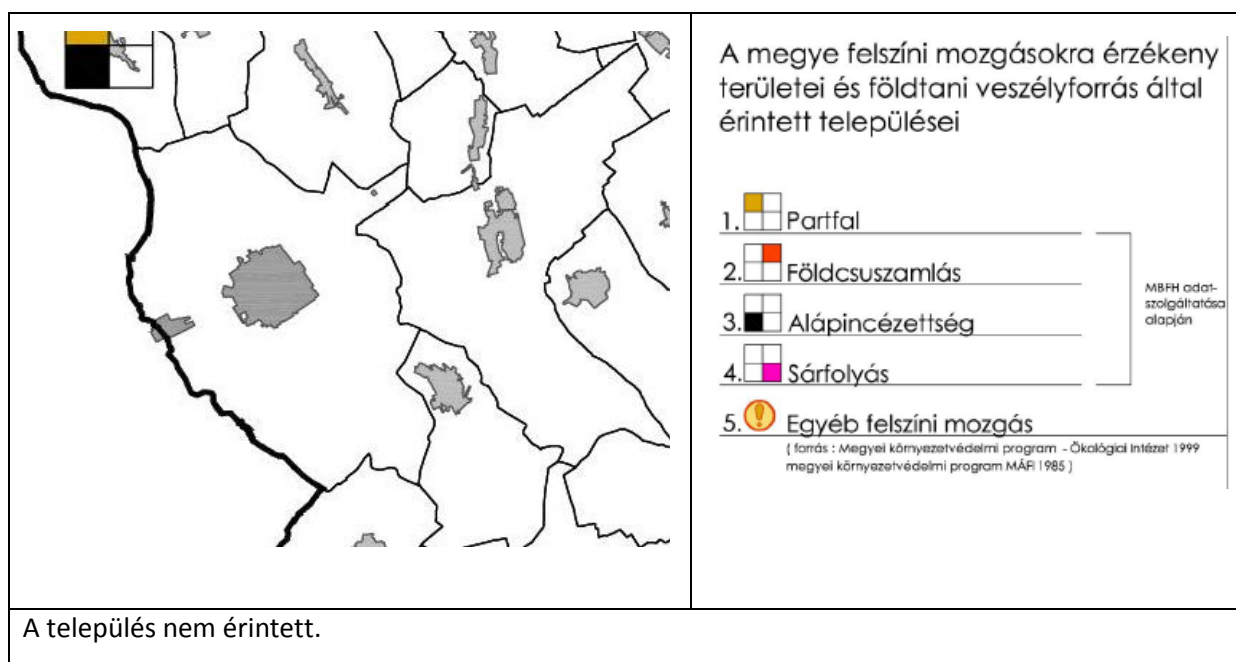 A megye felszíni mozgásokra érzékeny
területei és földtani veszélyforrás által
érintett települései
1. Partfal
2. Földcsuszamlás
3. Alápincézettség
4. Sárfolyás
MBFH adat-
szolgáltatása
alapján
5. Egyéb felszíni mozgás
( forrás : Megyei környezetvédelmi program - Ökológiai Intézet 1999
megyei környezetvédelmi program MÁFI 1985 )
A település nem érintett.